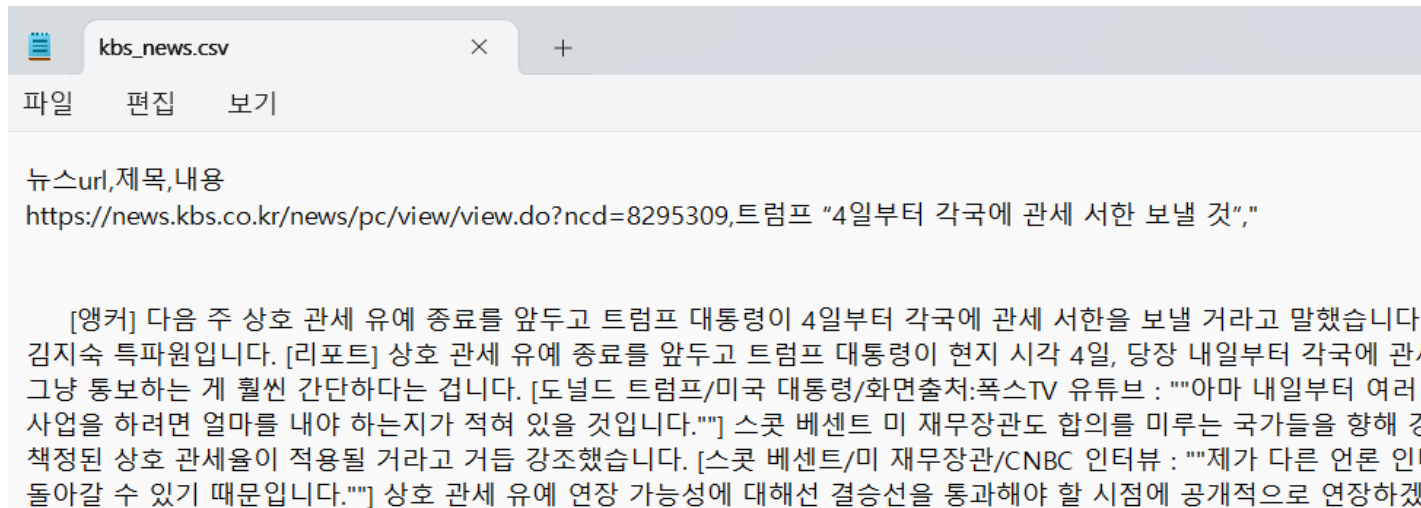 kbs_news.csv
파일 편집 보기
뉴스url,제목,내용
https://news.kbs.co.kr/news/pc/view/view.do?ncd=8295309,트럼프 “4일부터 각국에 관세 서한 보낼 것”,"
[앵커] 다음 주 상호 관세 유예 종료를 앞두고 트럼프 대통령이 4일부터 각국에 관세 서한을 보낼 거라고 말했습니다
김지숙 특파원입니다. [리포트] 상호 관세 유예 종료를 앞두고 트럼프 대통령이 현지 시각 4일, 당장 내일부터 각국에
그냥 통보하는 게 훨씬 간단하다는 겁니다. [도널드 트럼프/미국 대통령/화면출처:폭스TV 유튜브 : ""아마 내일부터 여러
사업을 하려면 얼마를 내야 하는지가 적혀 있을 것입니다.""] 스콧 베센트 미 재무장관도 합의를 미루는 국가들을 향해
책정된 상호 관세율이 적용될 거라고 거듭 강조했습니다. [스콧 베센트/미 재무장관/CNBC 인터뷰 : ""제가 다른 언론
돌아갈 수 있기 때문입니다.""] 상호 관세 유예 연장 가능성에 대해선 결승선을 통과해야 할 시점에 공개적으로